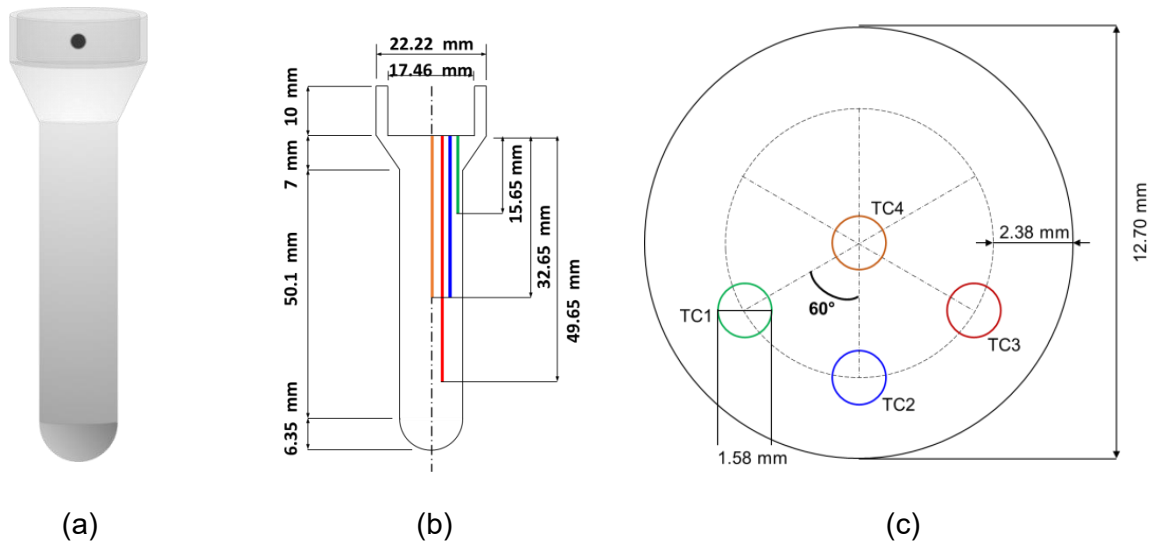 22.22 mm
17.46 mm
10 mm
7 mm
50.1 mm
6.35 mm
15.65 mm
32.65 mm
49.65 mm
TC4
2.38 mm
12.70 mm
60°
TC1
TC3
TC2
1.58 mm
(a)
(b)
(c)